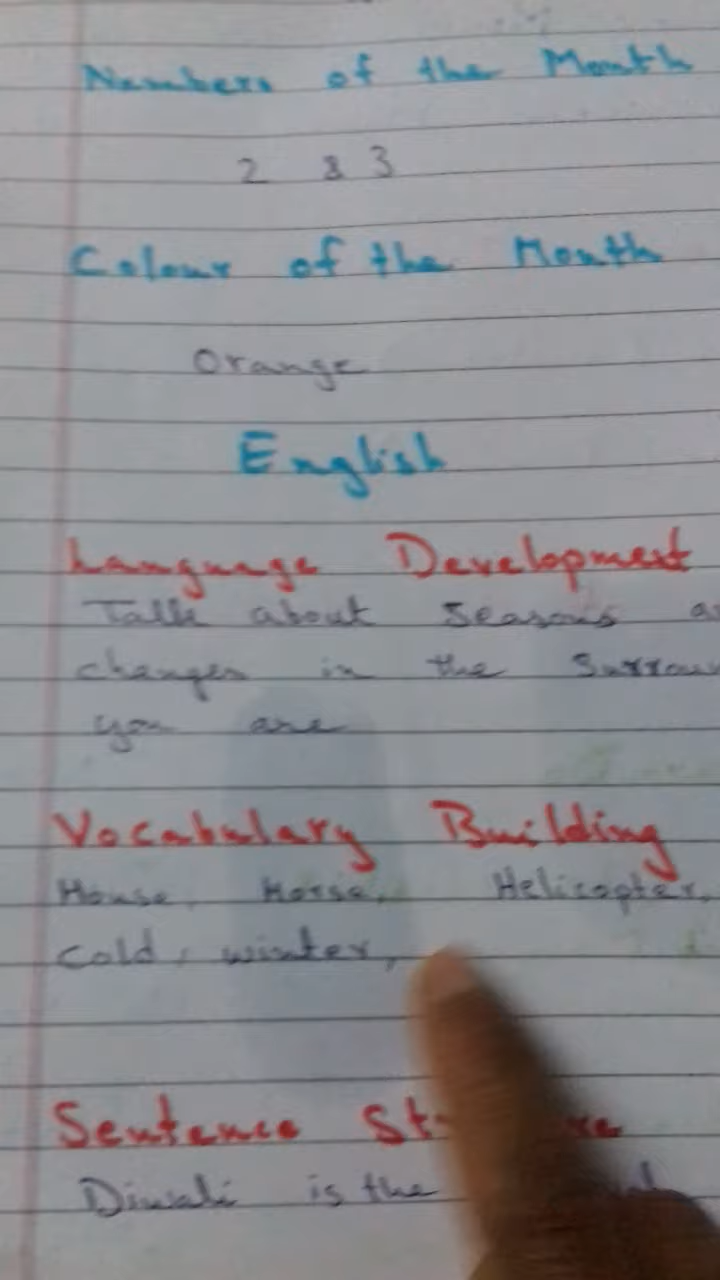 Numbers of the Month
2 & 3
Colour of the Month
Orange
English
Language Development
Talk about Seasons
changes in the
you are
Vocabulary Building
House, Horse, Helicopter,
Cold, winter,
Sentence
Diwali is the